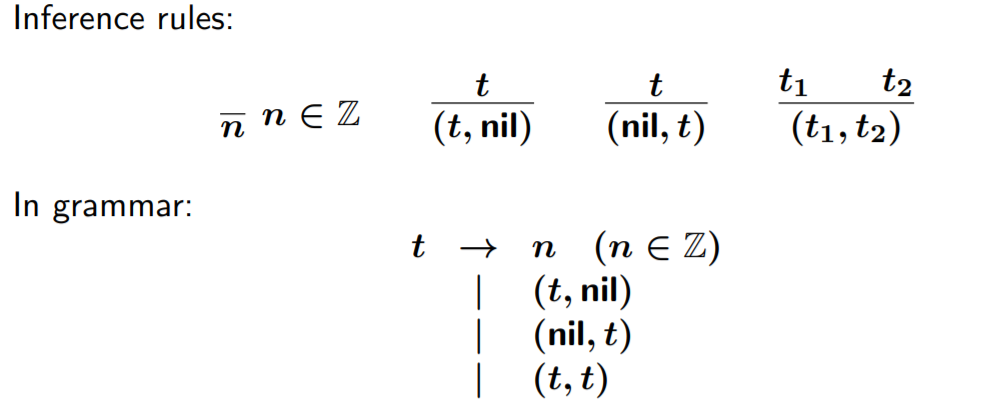 Inference rules:
t t t₁ t₂
n̅ n ∈ ℤ (t, nil) (nil, t) (t₁, t₂)
In grammar:
t → n (n ∈ ℤ)
| (t, nil)
| (nil, t)
| (t, t)